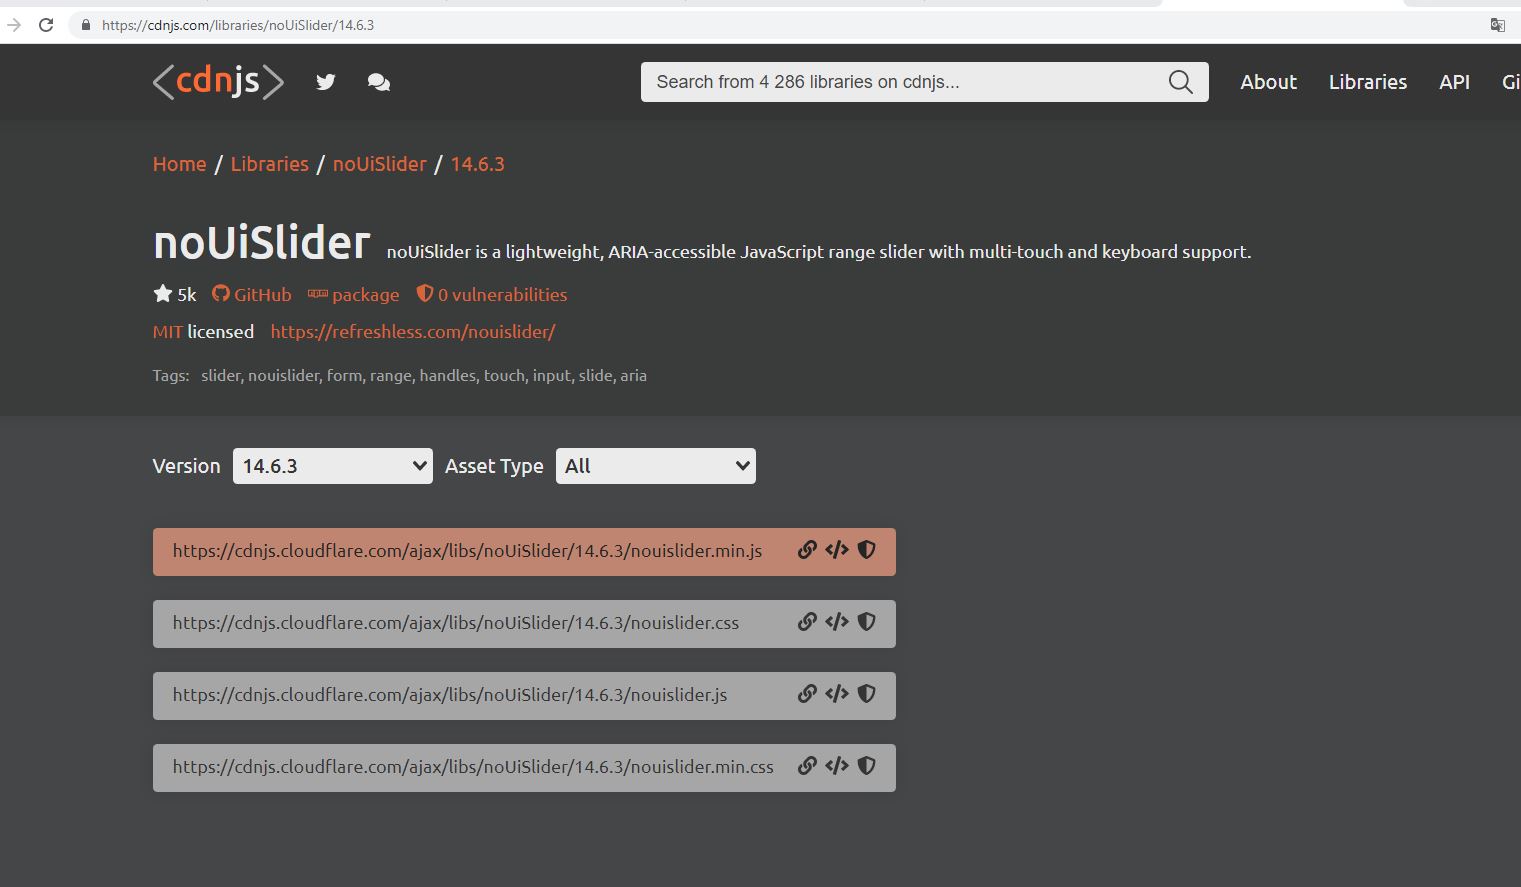 https://cdnjs.com/libraries/noUiSlider/14.6.3
<cdnjs>
Search from 4 286 libraries on cdnjs...
About Libraries API Gi
Home / Libraries / noUiSlider / 14.6.3
noUiSlider noUiSlider is a lightweight, ARIA-accessible JavaScript range slider with multi-touch and keyboard support.
5k GitHub npm package 0 vulnerabilities
MIT licensed https://refreshless.com/nouislider/
Tags: slider, nouislider, form, range, handles, touch, input, slide, aria
Version 14.6.3 Asset Type All
https://cdnjs.cloudflare.com/ajax/libs/noUiSlider/14.6.3/nouislider.min.js </>
https://cdnjs.cloudflare.com/ajax/libs/noUiSlider/14.6.3/nouislider.css </>
https://cdnjs.cloudflare.com/ajax/libs/noUiSlider/14.6.3/nouislider.js </>
https://cdnjs.cloudflare.com/ajax/libs/noUiSlider/14.6.3/nouislider.min.css </>